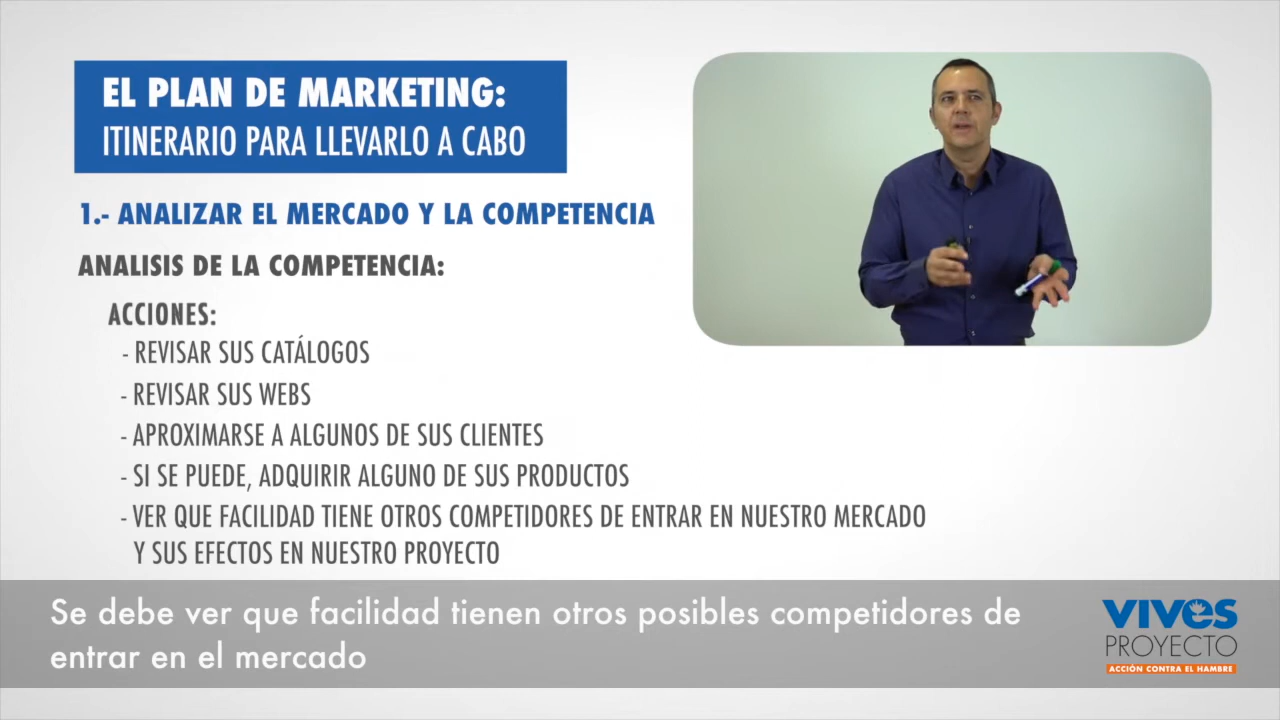 EL PLAN DE MARKETING:
ITINERARIO PARA LLEVARLO A CABO
1.- ANALIZAR EL MERCADO Y LA COMPETENCIA
ANALISIS DE LA COMPETENCIA:
ACCIONES:
- REVISAR SUS CATÁLOGOS
- REVISAR SUS WEBS
- APROXIMARSE A ALGUNOS DE SUS CLIENTES
- SI SE PUEDE, ADQUIRIR ALGUNO DE SUS PRODUCTOS
- VER QUE FACILIDAD TIENE OTROS COMPETIDORES DE ENTRAR EN NUESTRO MERCADO
Y SUS EFECTOS EN NUESTRO PROYECTO
Se debe ver que facilidad tienen otros posibles competidores de
entrar en el mercado
VIVES
PROYECTO
ACCIÓN CONTRA EL HAMBRE